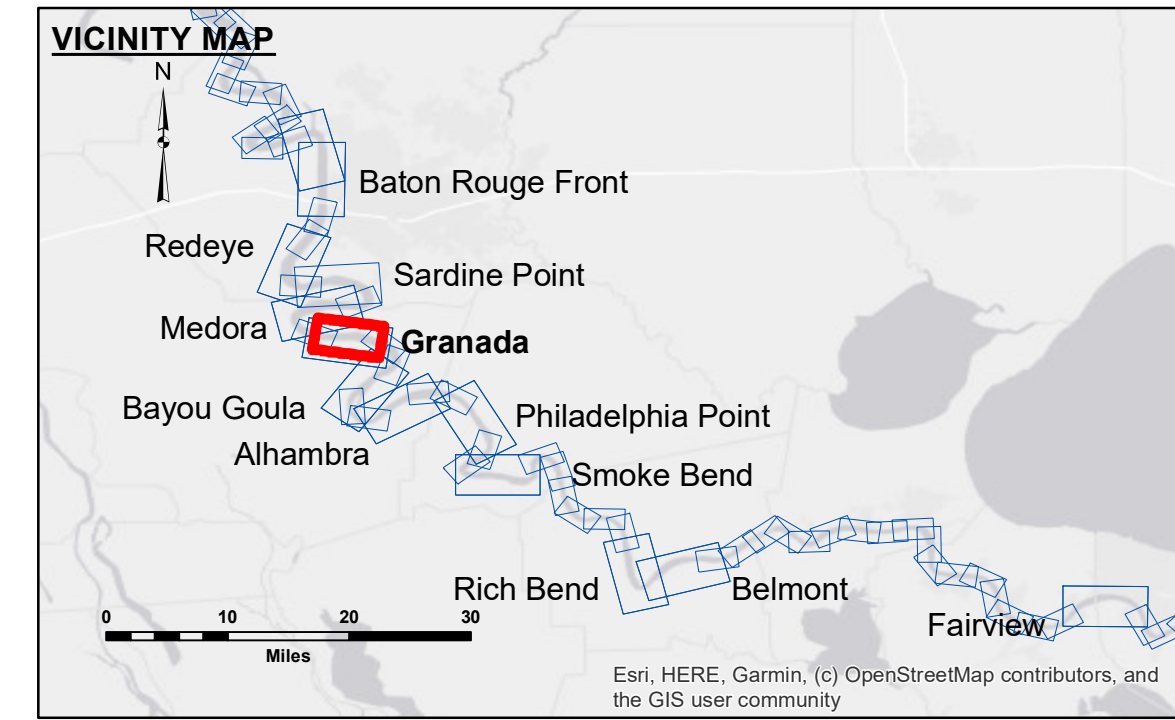 VICINITY MAP
N
Baton Rouge Front
Redeye
Sardine Point
Medora
Granada
Bayou Goula
Philadelphia Point
Alhambra
Smoke Bend
Rich Bend
Belmont
Fairview
0 10 20 30
Miles
Esri, HERE, Garmin, (c) OpenStreetMap contributors, and
the GIS user community